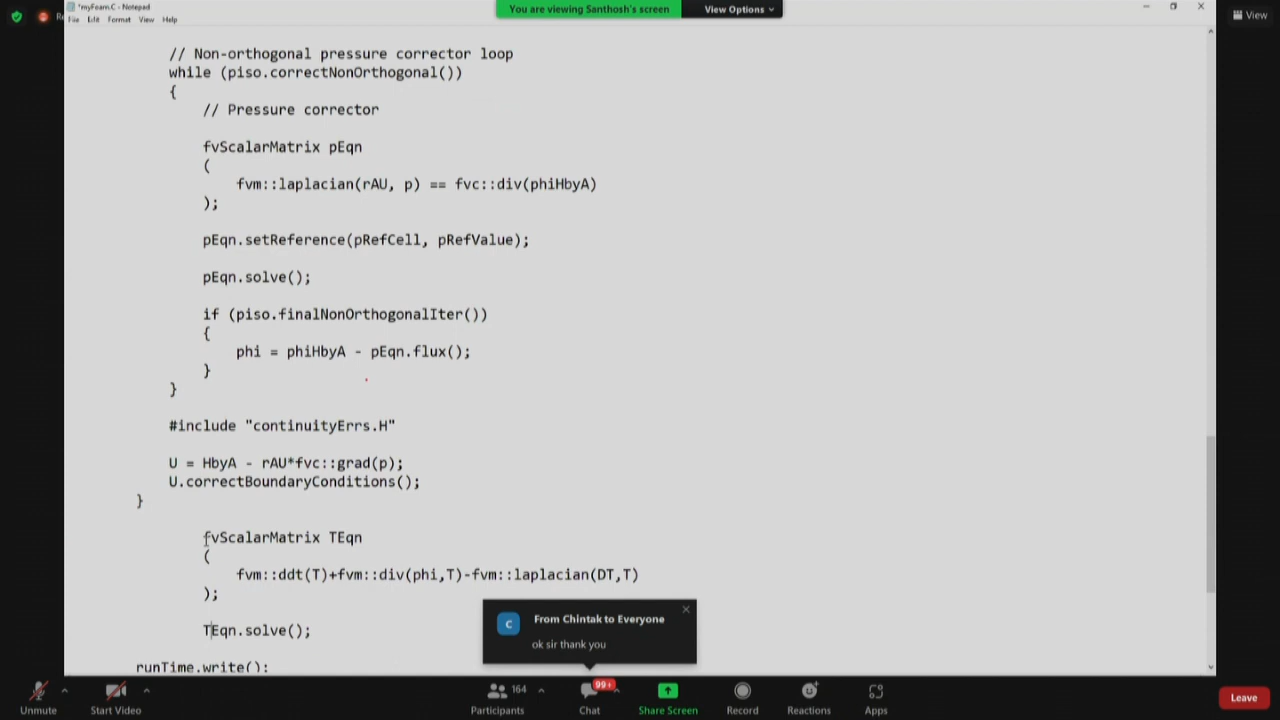 *myFoam.C - Notepad
File Edit Format View Help
You are viewing Santhosh's screen
View Options
View
// Non-orthogonal pressure corrector loop
while (piso.correctNonOrthogonal())
{
// Pressure corrector
fvScalarMatrix pEqn
(
fvm::laplacian(rAU, p) == fvc::div(phiHbyA)
);
pEqn.setReference(pRefCell, pRefValue);
pEqn.solve();
if (piso.finalNonOrthogonalIter())
{
phi = phiHbyA - pEqn.flux();
}
}
#include "continuityErrs.H"
U = HbyA - rAU*fvc::grad(p);
U.correctBoundaryConditions();
}
fvScalarMatrix TEqn
(
fvm::ddt(T)+fvm::div(phi,T)-fvm::laplacian(DT,T)
);
TEqn.solve();
runTime.write();
C
From Chintak to Everyone
ok sir thank you
Unmute
Start Video
164
Participants
99+
Chat
Share Screen
Record
Reactions
Apps
Leave